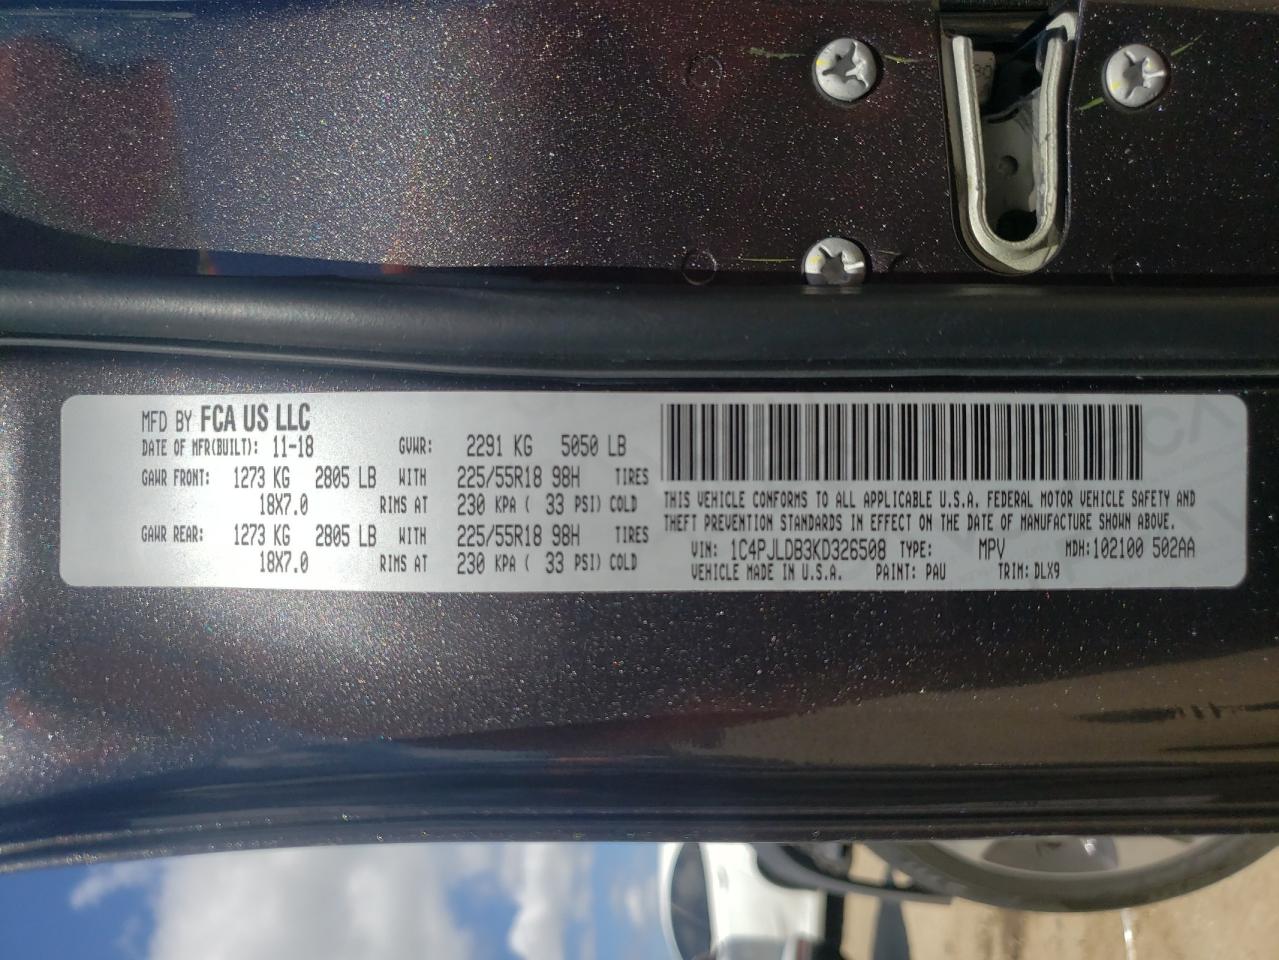 MFD BY FCA US LLC
DATE OF MFR(BUILT): 11-18 GVWR: 2291 KG 5050 LB
GAWR FRONT: 1273 KG 2805 LB WITH 225/55R18 98H TIRES
18X7.0 RIMS AT 230 KPA ( 33 PSI) COLD
GAWR REAR: 1273 KG 2805 LB WITH 225/55R18 98H TIRES
18X7.0 RIMS AT 230 KPA ( 33 PSI) COLD
THIS VEHICLE CONFORMS TO ALL APPLICABLE U.S.A. FEDERAL MOTOR VEHICLE SAFETY AND
THEFT PREVENTION STANDARDS IN EFFECT ON THE DATE OF MANUFACTURE SHOWN ABOVE.
VIN: 1C4PJLDB3KD326508 TYPE: MPV MDH:102100 502AA
VEHICLE MADE IN U.S.A. PAINT: PAU TRIM: DLX9